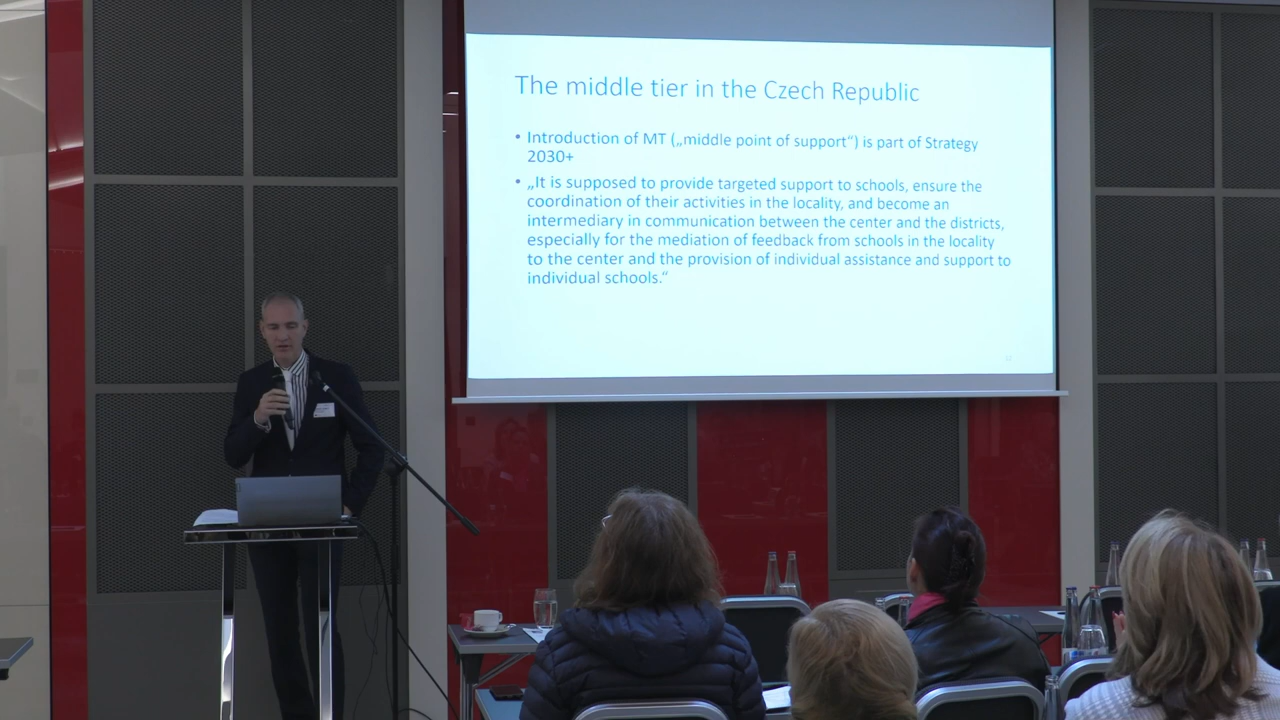 The middle tier in the Czech Republic
• Introduction of MT („middle point of support“) is part of Strategy
2030+
• „It is supposed to provide targeted support to schools, ensure the
coordination of their activities in the locality, and become an
intermediary in communication between the center and the districts,
especially for the mediation of feedback from schools in the locality
to the center and the provision of individual assistance and support to
individual schools.“